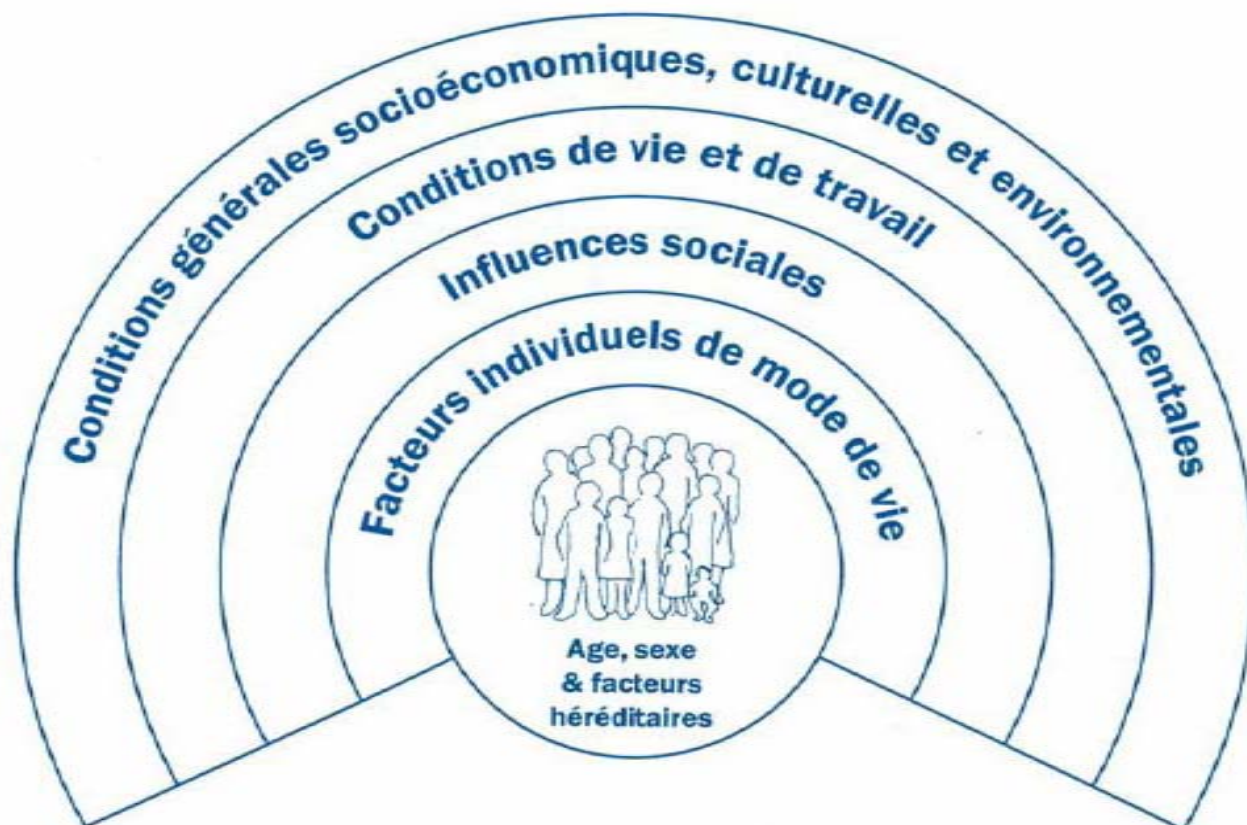 Conditions générales socioéconomiques, culturelles et environnementales
Conditions de vie et de travail
Influences sociales
Facteurs individuels de mode de vie
Age, sexe
& facteurs
héréditaires